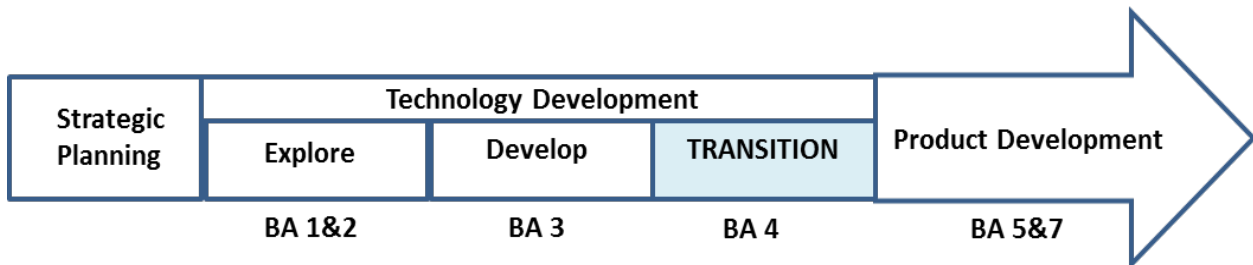 Strategic
Planning
Technology Development
Explore
Develop
TRANSITION
Product Development
BA 1&2
BA 3
BA 4
BA 5&7